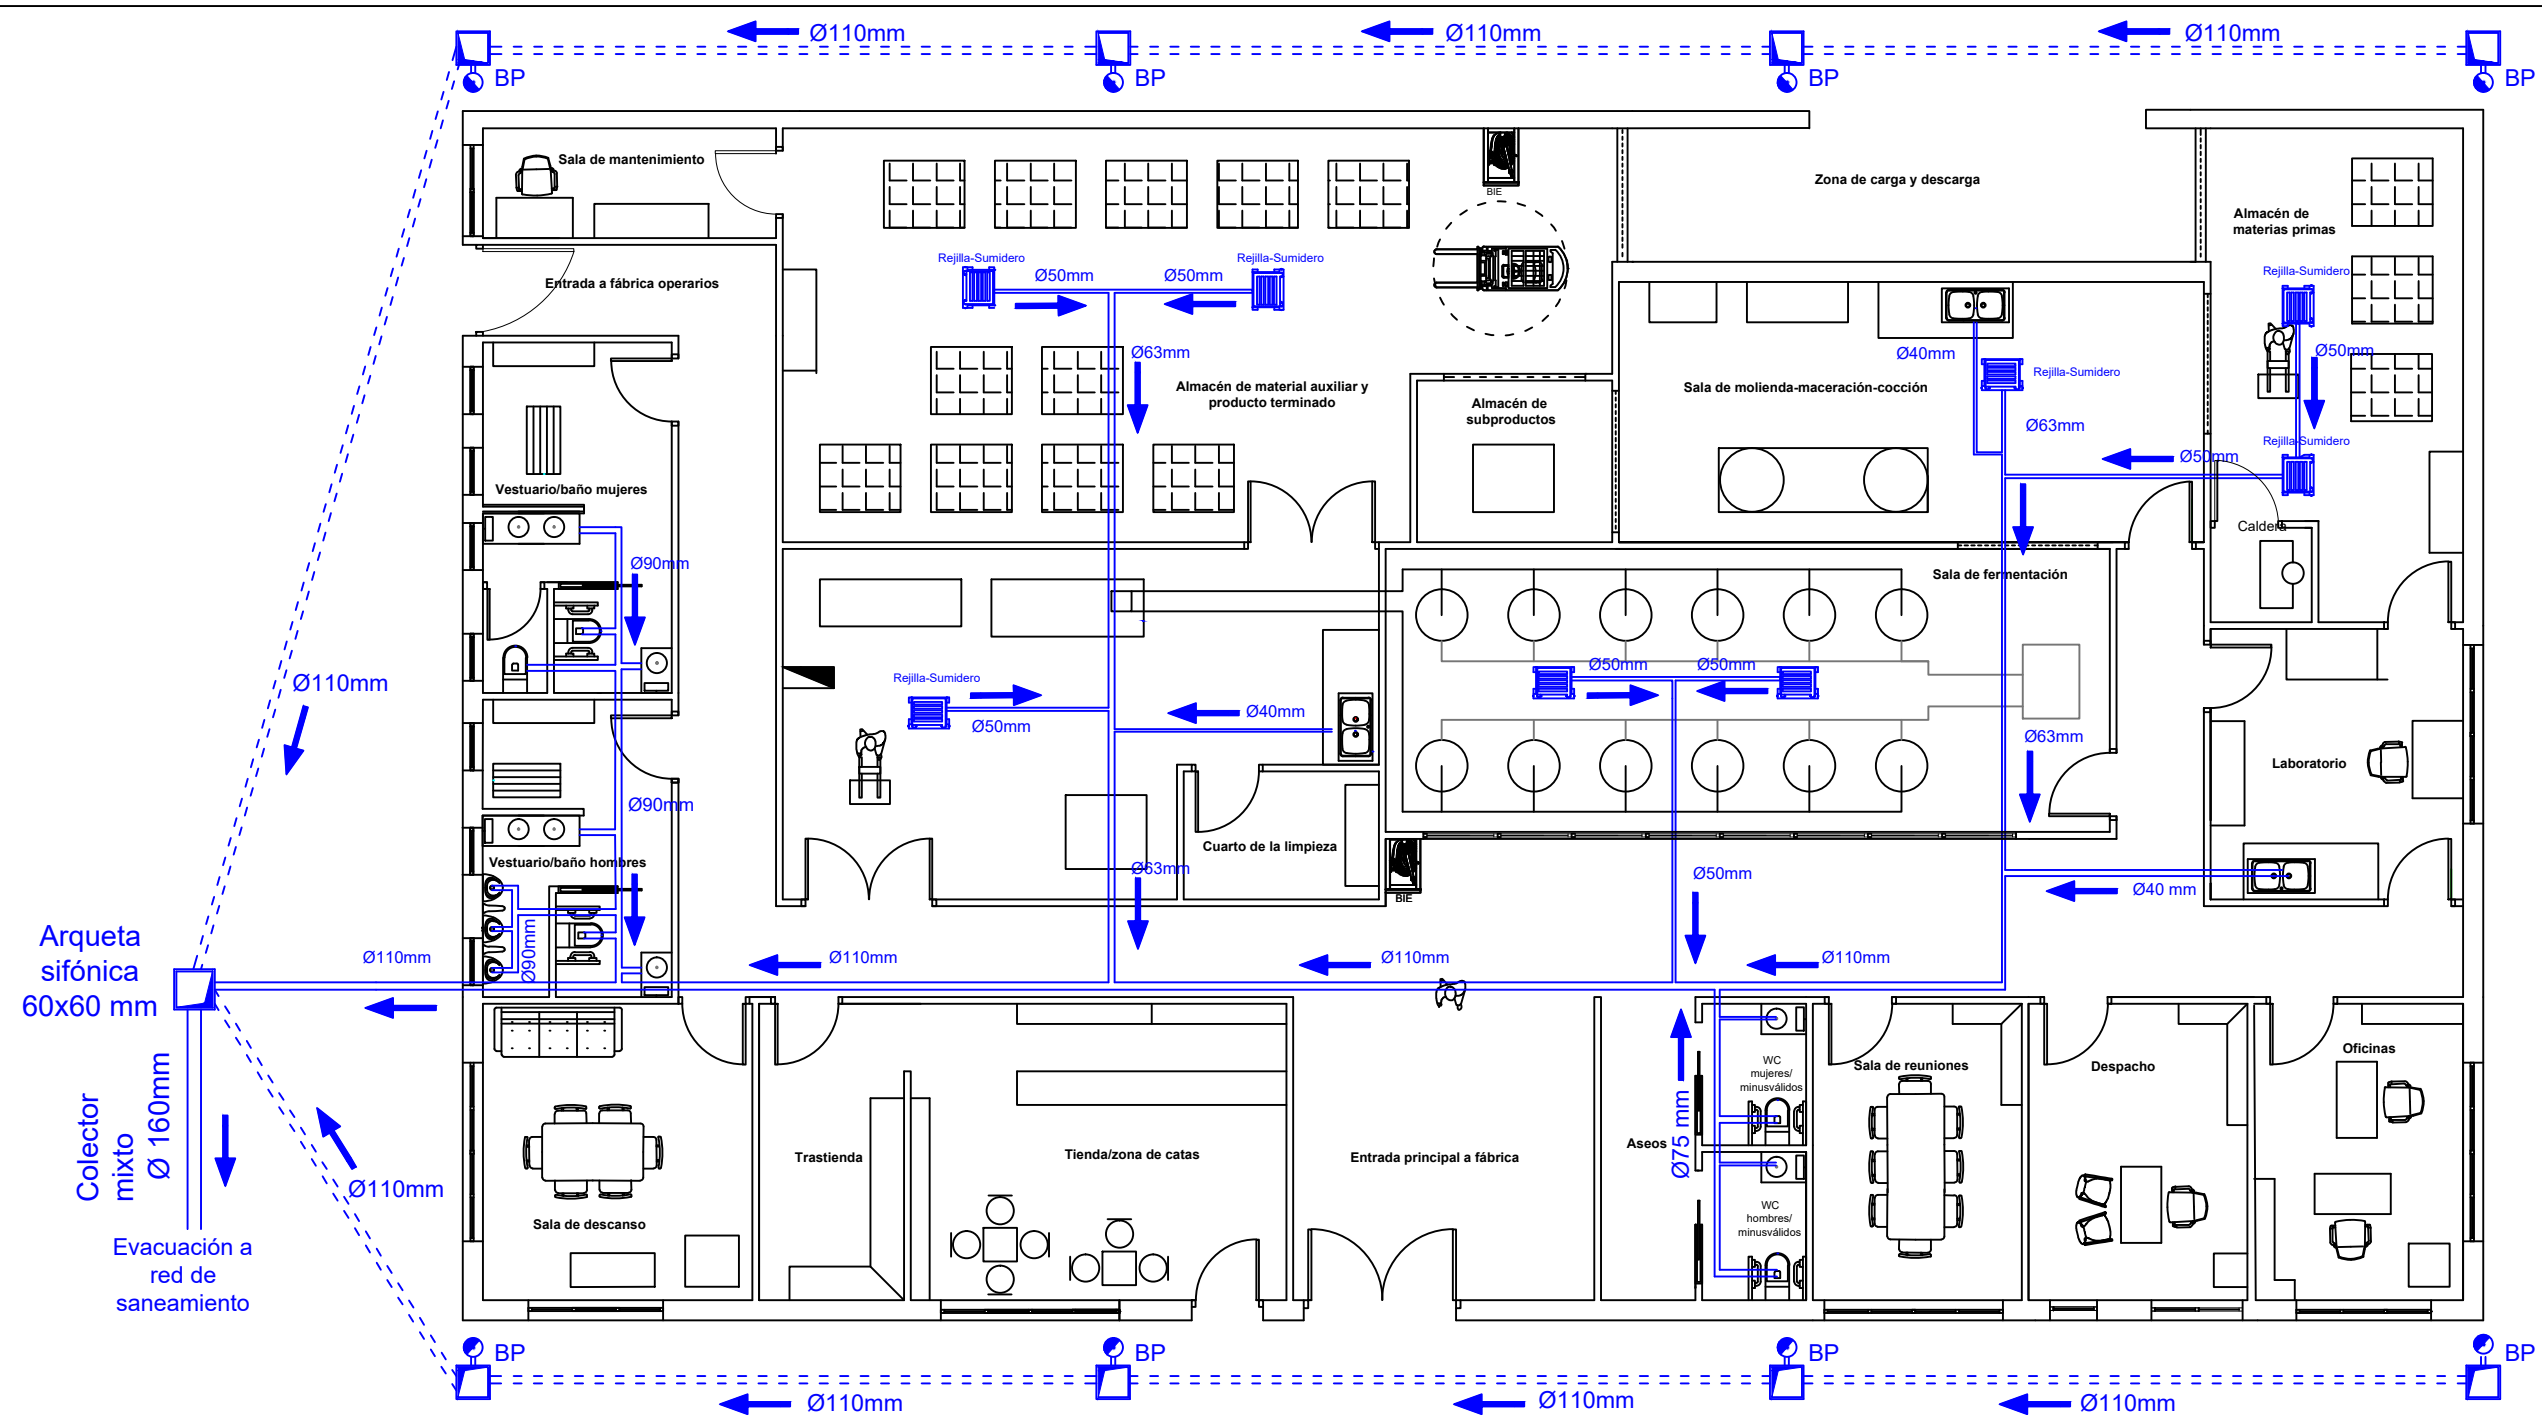 Ø110mm
Ø110mm
Ø110mm
BP
BP
BP
BP
Sala de mantenimiento
BIE
Zona de carga y descarga
Almacén de
materias primas
Entrada a fábrica operarios
Rejilla-Sumidero
Ø50mm
Ø50mm
Rejilla-Sumidero
Rejilla-Sumidero
Ø63mm
Ø40mm
Ø50mm
Almacén de material auxiliar y
producto terminado
Sala de molienda-maceración-cocción
Rejilla-Sumidero
Almacén de
subproductos
Ø63mm
Rejilla-Sumidero
Ø50mm
Vestuario/baño mujeres
Caldera
Ø90mm
Sala de fermentación
Ø110mm
Rejilla-Sumidero
Ø50mm
Ø50mm
Ø50mm
Ø40mm
Ø63mm
Laboratorio
Ø90mm
Vestuario/baño hombres
Cuarto de la limpieza
Ø63mm
BIE
Ø50mm
Ø40 mm
Arqueta
sifónica
60x60 mm
Ø110mm
Ø90mm
Ø110mm
Ø110mm
Ø110mm
Colector
mixto
Ø 160mm
Ø110mm
Evacuación a
red de
saneamiento
Sala de descanso
Trastienda
Tienda/zona de catas
Entrada principal a fábrica
Aseos
Ø75 mm
WC
mujeres/
minusválidos
WC
hombres/
minusválidos
Sala de reuniones
Despacho
Oficinas
BP
BP
BP
BP
Ø110mm
Ø110mm
Ø110mm